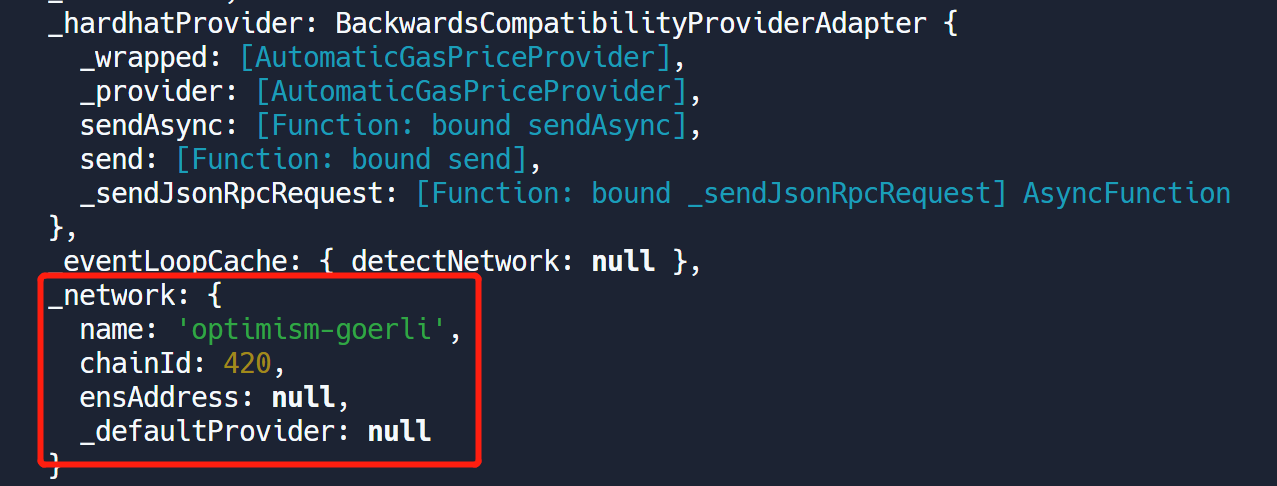 _hardhatProvider: BackwardsCompatibilityProviderAdapter {
_wrapped: [AutomaticGasPriceProvider],
_provider: [AutomaticGasPriceProvider],
sendAsync: [Function: bound sendAsync],
send: [Function: bound send],
_sendJsonRpcRequest: [Function: bound _sendJsonRpcRequest] AsyncFunction
},
_eventLoopCache: { detectNetwork: null },
_network: {
name: 'optimism-goerli',
chainId: 420,
ensAddress: null,
_defaultProvider: null
}